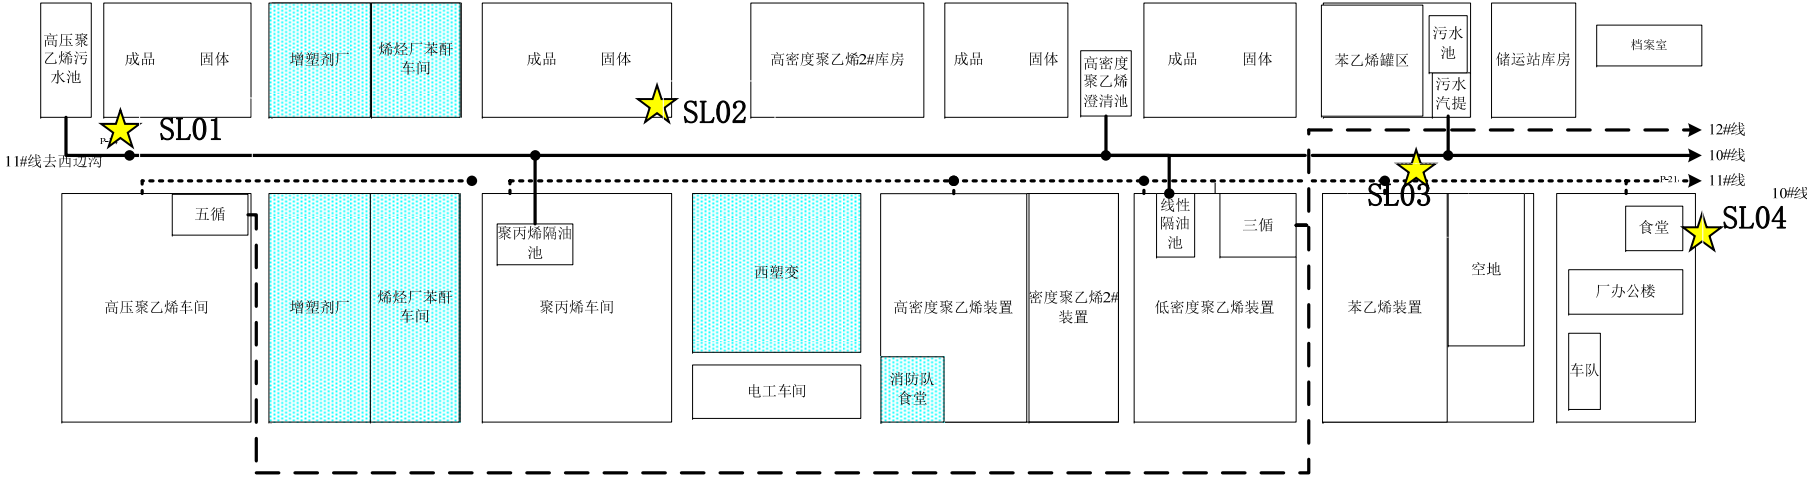 高压聚
乙烯污
水池
成品 固体
增塑剂厂
烯烃厂苯酐
车间
成品 固体
高密度聚乙烯2#库房
成品 固体
高密度
聚乙烯
澄清池
成品 固体
苯乙烯罐区
污水
池
污水
汽提
储运站库房
档案室
SL01
SL02
12#线
10#线
11#线去西边沟
11#线
P-21
10#线
SL03
SL04
五循
聚丙烯隔油
池
线性
隔油
池
三循
食堂
西塑变
空地
厂办公楼
高压聚乙烯车间
增塑剂厂
烯烃厂苯酐
车间
聚丙烯车间
高密度聚乙烯装置
密度聚乙烯2#
装置
低密度聚乙烯装置
苯乙烯装置
车队
消防队
食堂
电工车间